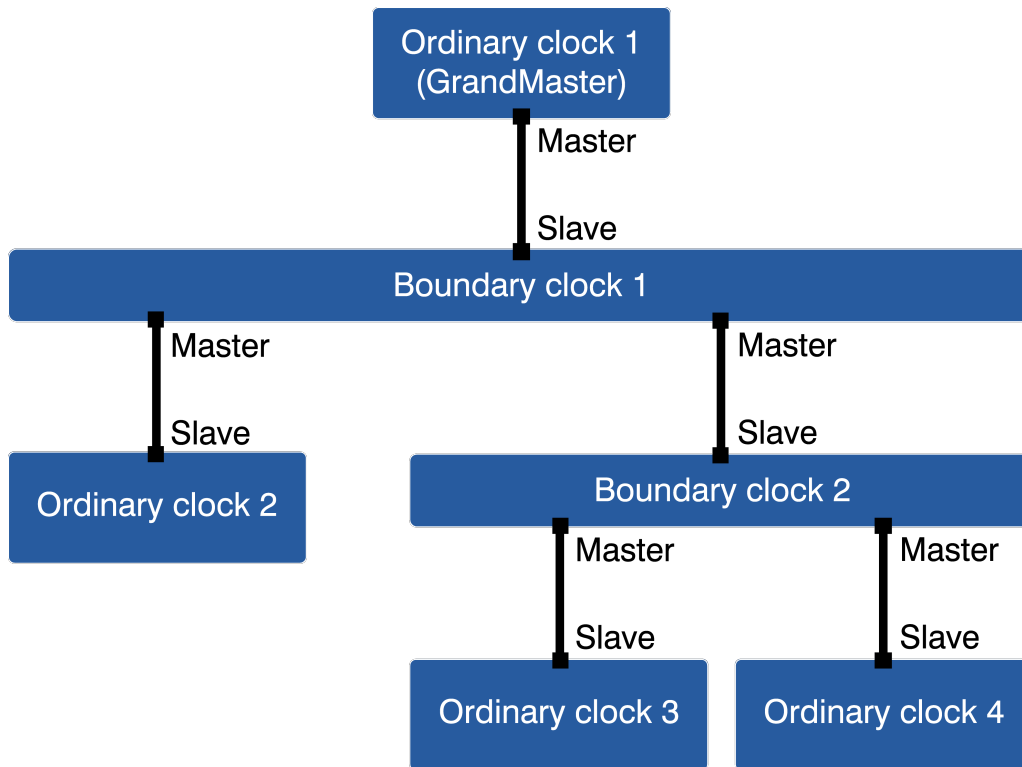 Ordinary clock 1
(GrandMaster)
Master
Slave
Boundary clock 1
Master
Master
Slave
Slave
Ordinary clock 2
Boundary clock 2
Master
Master
Slave
Slave
Ordinary clock 3
Ordinary clock 4